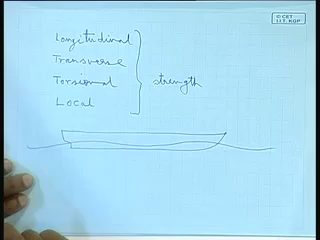 © CET
I.I.T. KGP
Longitudinal
Transverse
Torsional
Local
strength